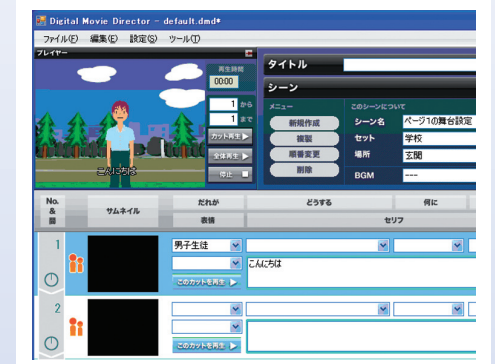 Digital Movie Director - default.dmd*
ファイル(F) 編集(E) 設定(S) ツール(T)
プレイヤー
再生時間
00:00
1 から
1 まで
カット再生
全体再生
停止
こんにちは
タイトル
シーン
メニュー
新規作成
複製
順番変更
削除
このシーンについて
シーン名 ページ1の舞台設定
セット 学校
場所 玄関
BGM ---
No. & 間 サムネイル だれが どうする 何に
表情 セリフ
1 男子生徒
こんにちは
このカットを再生
2
このカットを再生